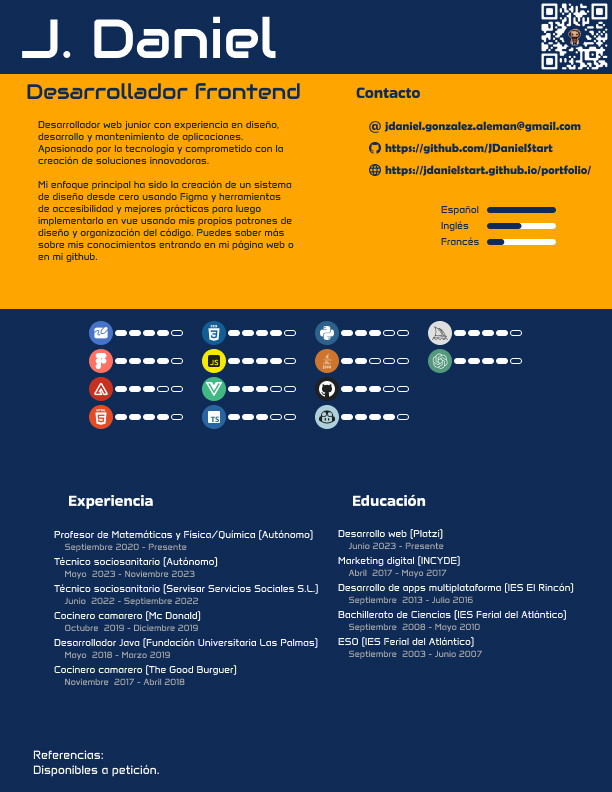 J. Daniel
Desarrollador frontend
Desarrollador web junior con experiencia en diseño,
desarrollo y mantenimiento de aplicaciones.
Apasionado por la tecnología y comprometido con la
creación de soluciones innovadoras.
Mi enfoque principal ha sido la creación de un sistema
de diseño desde cero usando Figma y herramientas
de accesibilidad y mejores prácticas para luego
implementarlo en vue usando mis propios patrones de
diseño y organización del código. Puedes saber más
sobre mis conocimientos entrando en mi página web o
en mi github.
Contacto
@ jdaniel.gonzalez.aleman@gmail.com
https://github.com/JDanielStart
https://jdanielstart.github.io/portfolio/
Español
Inglés
Francés
JS
TS
Experiencia
Profesor de Matemáticas y Física/Química (Autónomo)
Septiembre 2020 - Presente
Técnico sociosanitario (Autónomo)
Mayo 2023 - Noviembre 2023
Técnico sociosanitario (Servisar Servicios Sociales S.L.)
Junio 2022 - Septiembre 2022
Cocinero camarero (Mc Donald)
Octubre 2019 - Diciembre 2019
Desarrollador Java (Fundación Universitaria Las Palmas)
Mayo 2018 - Marzo 2019
Cocinero camarero (The Good Burguer)
Noviembre 2017 - Abril 2018
Educación
Desarrollo web (Platzi)
Junio 2023 - Presente
Marketing digital (INCYDE)
Abril 2017 - Mayo 2017
Desarrollo de apps multiplataforma (IES El Rincón)
Septiembre 2013 - Julio 2016
Bachillerato de Ciencias (IES Ferial del Atlántico)
Septiembre 2008 - Mayo 2010
ESO (IES Ferial del Atlántico)
Septiembre 2003 - Junio 2007
Referencias:
Disponibles a petición.